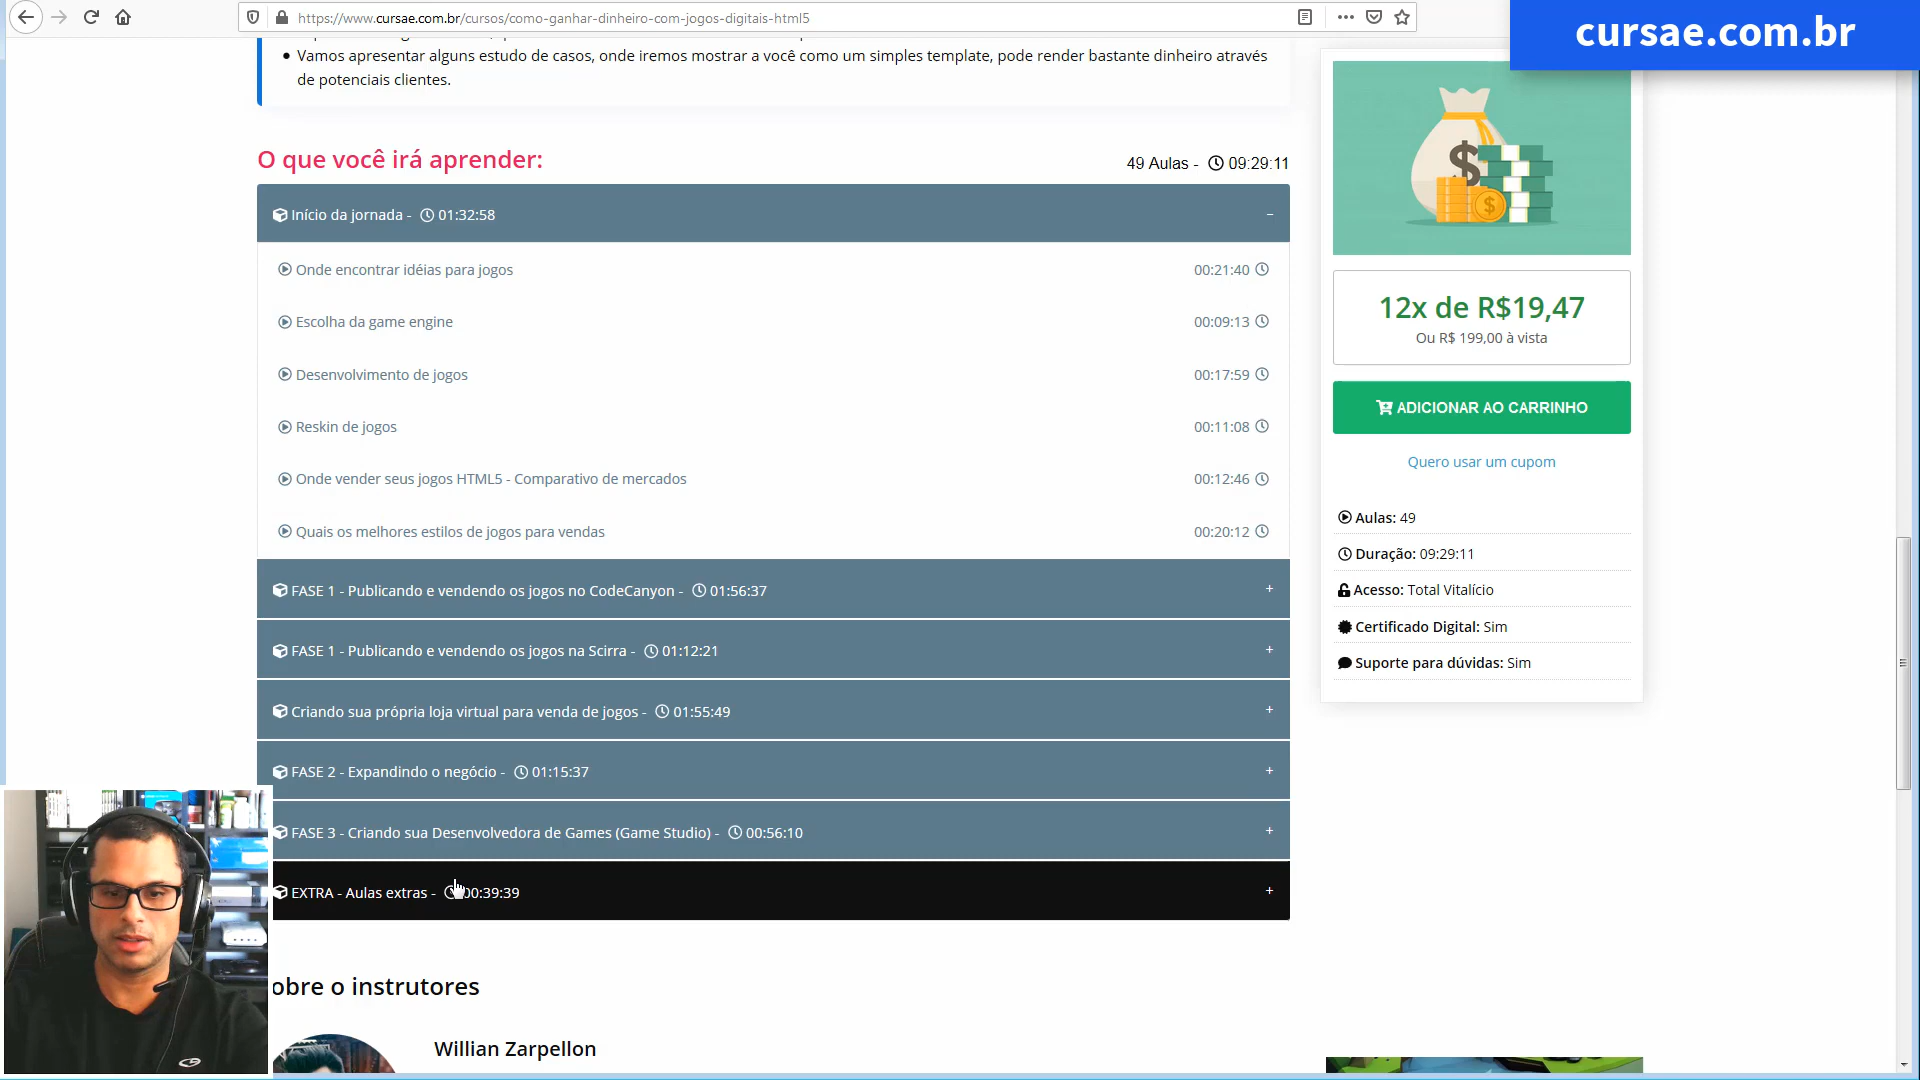 https://www.cursae.com.br/cursos/como-ganhar-dinheiro-com-jogos-digitais-html5
cursae.com.br
Vamos apresentar alguns estudo de casos, onde iremos mostrar a você como um simples template, pode render bastante dinheiro através
de potenciais clientes.
O que você irá aprender:
49 Aulas - 09:29:11
Início da jornada - 01:32:58
Onde encontrar idéias para jogos 00:21:40
Escolha da game engine 00:09:13
Desenvolvimento de jogos 00:17:59
Reskin de jogos 00:11:08
Onde vender seus jogos HTML5 - Comparativo de mercados 00:12:46
Quais os melhores estilos de jogos para vendas 00:20:12
FASE 1 - Publicando e vendendo os jogos no CodeCanyon - 01:56:37
FASE 1 - Publicando e vendendo os jogos na Scirra - 01:12:21
Criando sua própria loja virtual para venda de jogos - 01:55:49
FASE 2 - Expandindo o negócio - 01:15:37
FASE 3 - Criando sua Desenvolvedora de Games (Game Studio) - 00:56:10
EXTRA - Aulas extras - 00:39:39
obre o instrutores
Willian Zarpellon
12x de R$19,47
Ou R$ 199,00 à vista
ADICIONAR AO CARRINHO
Quero usar um cupom
Aulas: 49
Duração: 09:29:11
Acesso: Total Vitalício
Certificado Digital: Sim
Suporte para dúvidas: Sim